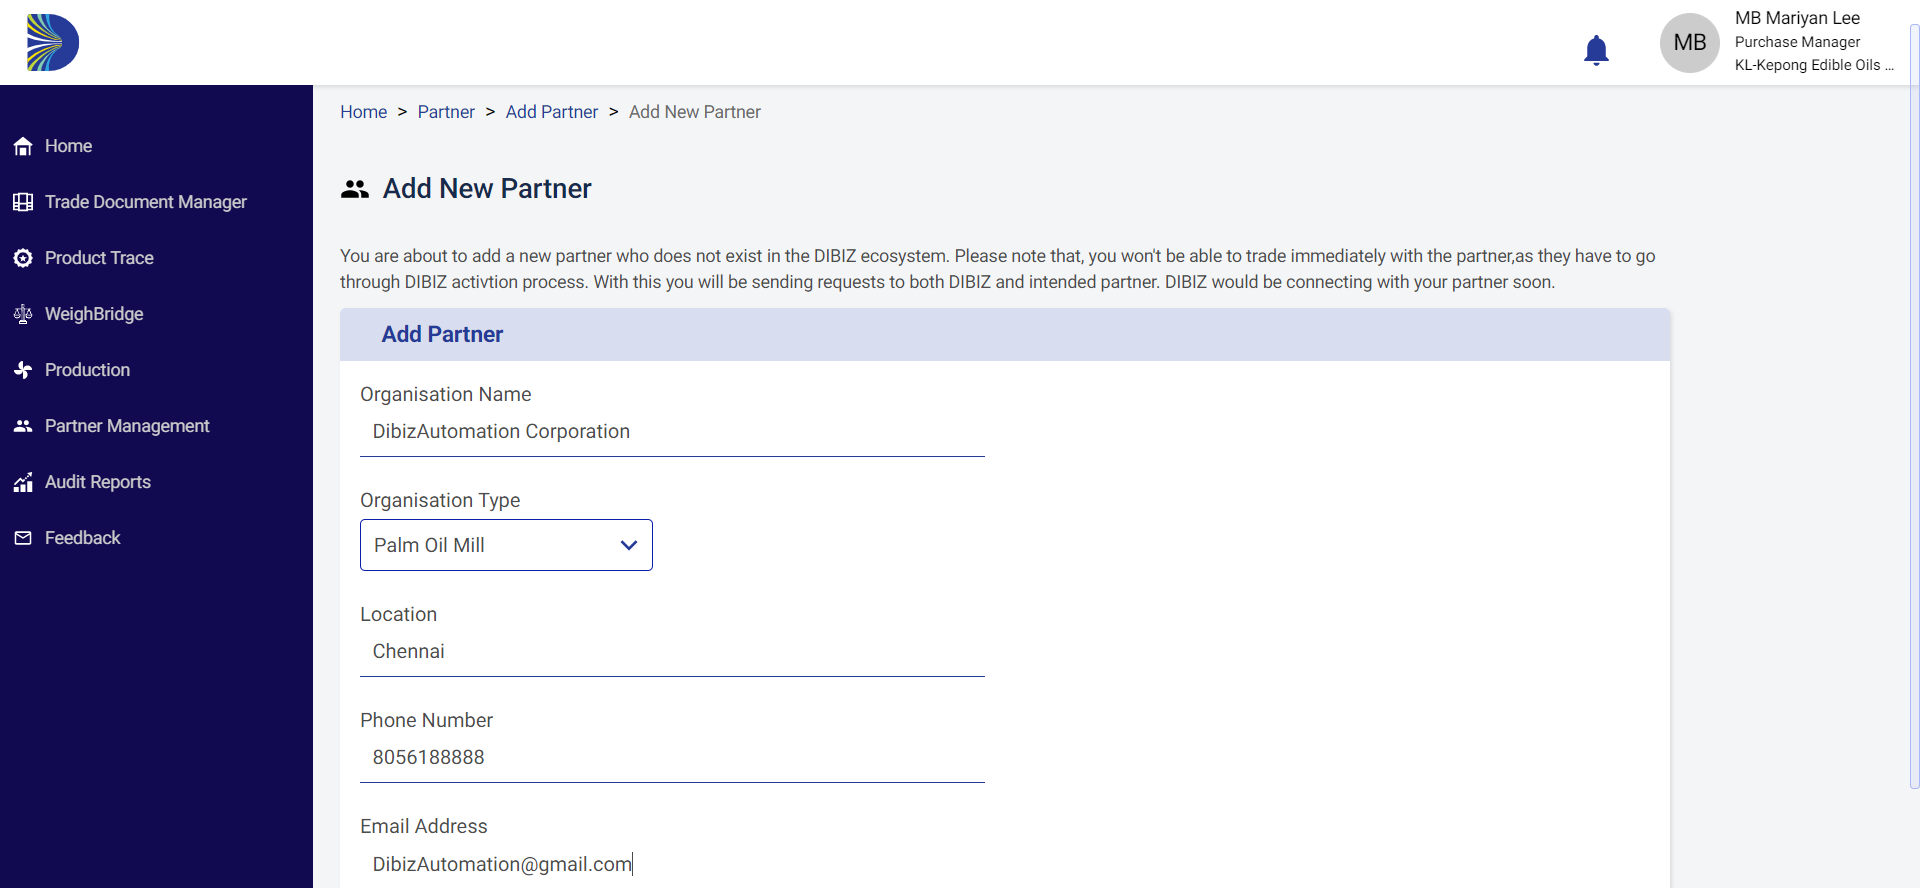 MB
MB Mariyan Lee
Purchase Manager
KL-Kepong Edible Oils ...
Home
Trade Document Manager
Product Trace
WeighBridge
Production
Partner Management
Audit Reports
Feedback
Home > Partner > Add Partner > Add New Partner
Add New Partner
You are about to add a new partner who does not exist in the DIBIZ ecosystem. Please note that, you won't be able to trade immediately with the partner,as they have to go
through DIBIZ activtion process. With this you will be sending requests to both DIBIZ and intended partner. DIBIZ would be connecting with your partner soon.
Add Partner
Organisation Name
DibizAutomation Corporation
Organisation Type
Palm Oil Mill
Location
Chennai
Phone Number
8056188888
Email Address
DibizAutomation@gmail.com